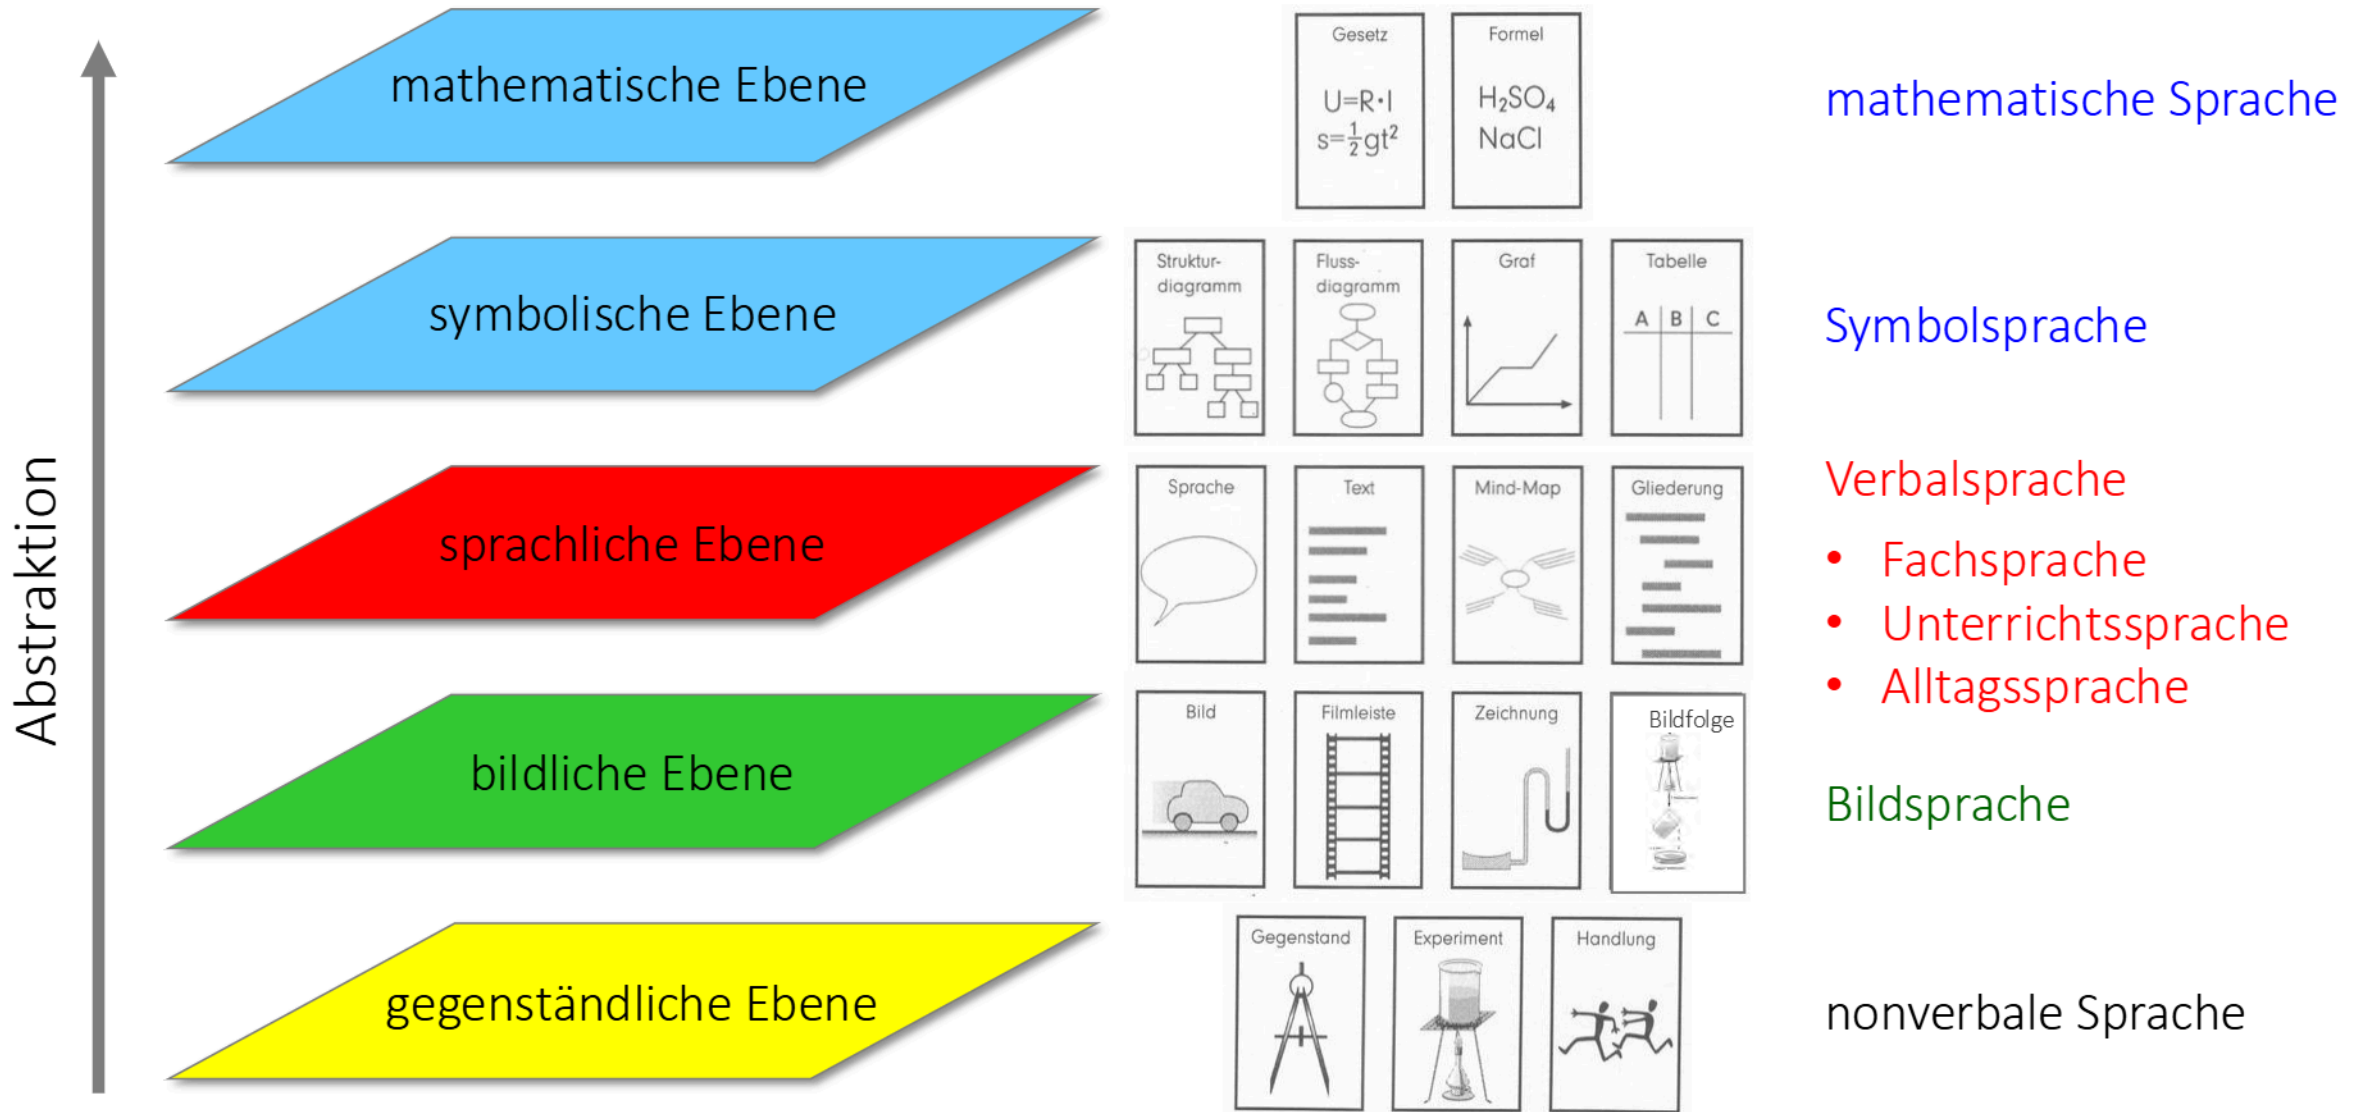 mathematische Ebene
Gesetz
U=R·I
s=½gt²
Formel
H₂SO₄
NaCl
mathematische Sprache
symbolische Ebene
Struktur-
diagramm
Fluss-
diagramm
Graf
Tabelle
A B C
Symbolsprache
Abstraktion
sprachliche Ebene
Sprache
Text
Mind-Map
Gliederung
Verbalsprache
• Fachsprache
• Unterrichtssprache
• Alltagssprache
bildliche Ebene
Bild
Filmleiste
Zeichnung
Bildfolge
Bildsprache
gegenständliche Ebene
Gegenstand
Experiment
Handlung
nonverbale Sprache